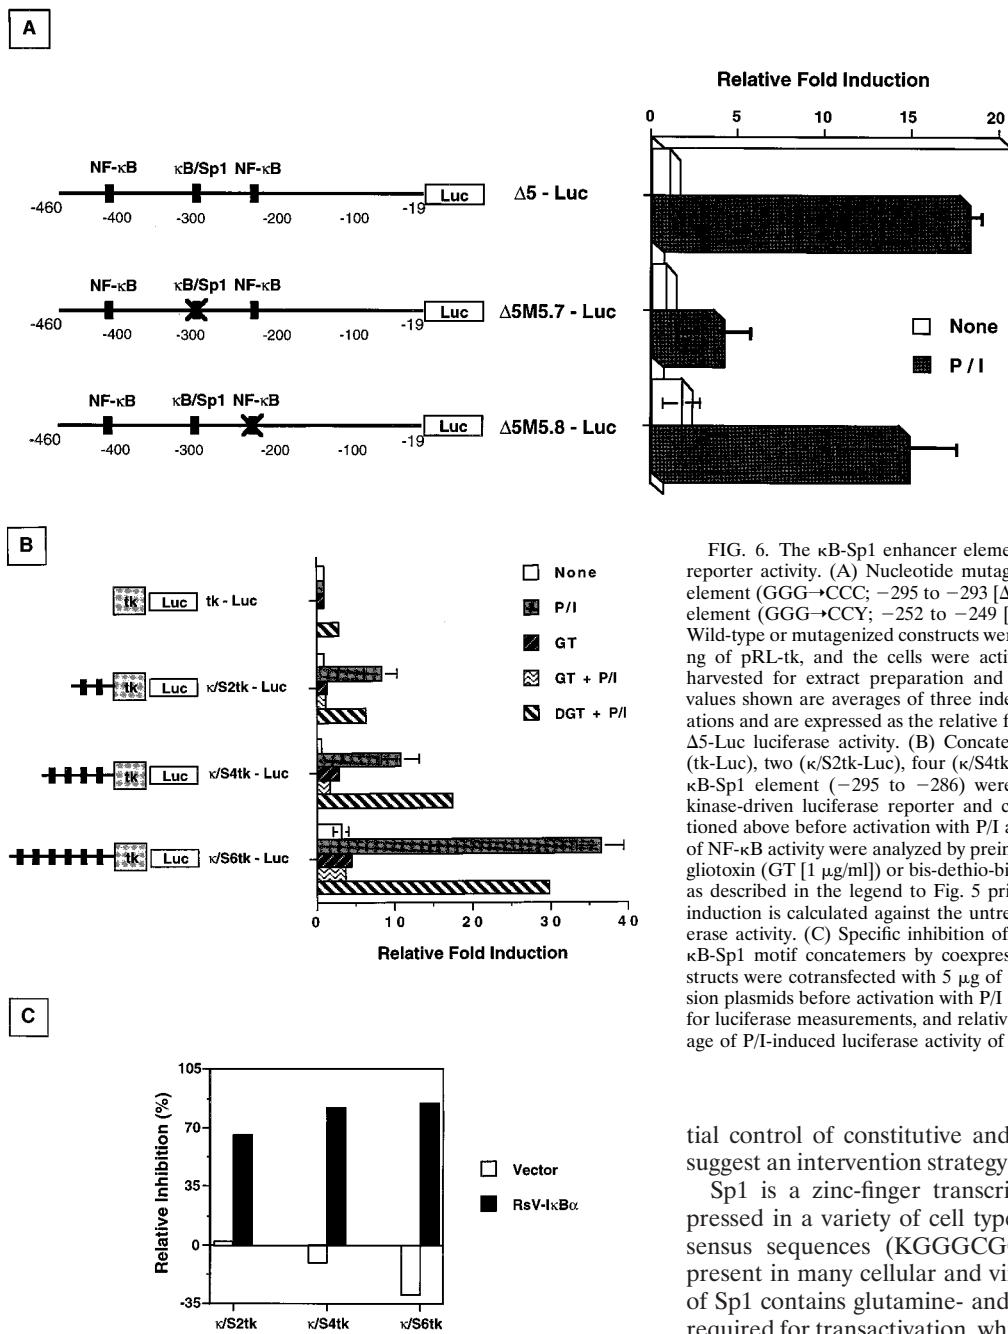 A
Relative Fold Induction
0 5 10 15 20
NF-κB κB/Sp1 NF-κB
-460 -400 -300 -200 -100 -19
Luc
Δ5 - Luc
NF-κB κB/Sp1 NF-κB
-460 -400 -300 -200 -100 -19
Luc
Δ5M5.7 - Luc
None
P / I
NF-κB κB/Sp1 NF-κB
-460 -400 -300 -200 -100 -19
Luc
Δ5M5.8 - Luc
B
tk Luc tk - Luc
tk Luc κ/S2tk - Luc
tk Luc κ/S4tk - Luc
tk Luc κ/S6tk - Luc
None
P/I
GT
GT + P/I
DGT + P/I
0 10 20 30 40
Relative Fold Induction
C
Relative Inhibition (%)
105
70
35
0
-35
κ/S2tk κ/S4tk κ/S6tk
Vector
RsV-IκBα
FIG. 6. The κB-Sp1 enhancer eleme
reporter activity. (A) Nucleotide mutag
element (GGG→CCC; −295 to −293 [Δ
element (GGG→CCY; −252 to −249 [
Wild-type or mutagenized constructs wer
ng of pRL-tk, and the cells were acti
harvested for extract preparation and
values shown are averages of three inde
ations and are expressed as the relative f
Δ5-Luc luciferase activity. (B) Concate
(tk-Luc), two (κ/S2tk-Luc), four (κ/S4tk
κB-Sp1 element (−295 to −286) were
kinase-driven luciferase reporter and c
tioned above before activation with P/I a
of NF-κB activity were analyzed by prein
gliotoxin (GT [1 μg/ml]) or bis-dethio-bi
as described in the legend to Fig. 5 pri
induction is calculated against the untre
erase activity. (C) Specific inhibition of
κB-Sp1 motif concatemers by coexpres
structs were cotransfected with 5 μg of
sion plasmids before activation with P/I
for luciferase measurements, and relativ
age of P/I-induced luciferase activity of
tial control of constitutive and
suggest an intervention strategy
Sp1 is a zinc-finger transcri
pressed in a variety of cell type
sensus sequences (KGGGCG
present in many cellular and vi
of Sp1 contains glutamine- and
required for transactivation, wh